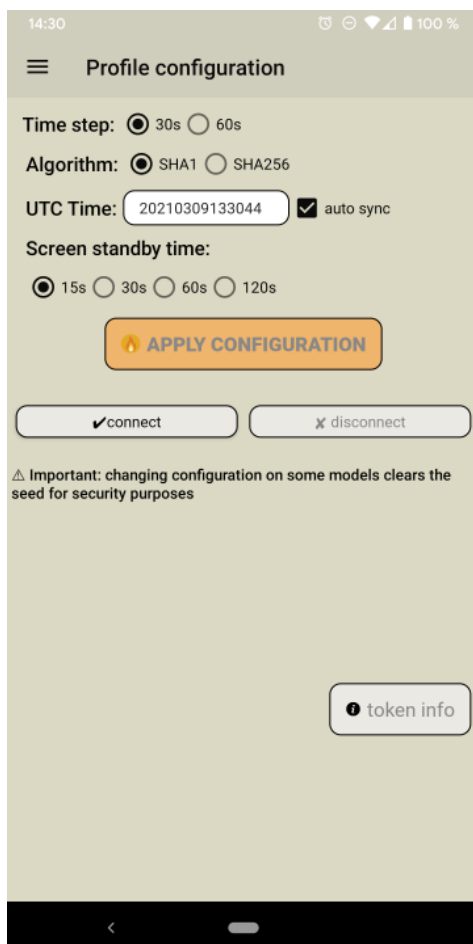 14:30 100 %
Profile configuration
Time step: 30s 60s
Algorithm: SHA1 SHA256
UTC Time: 20210309133044 auto sync
Screen standby time:
15s 30s 60s 120s
APPLY CONFIGURATION
✔connect ✘ disconnect
⚠ Important: changing configuration on some models clears the
seed for security purposes
token info